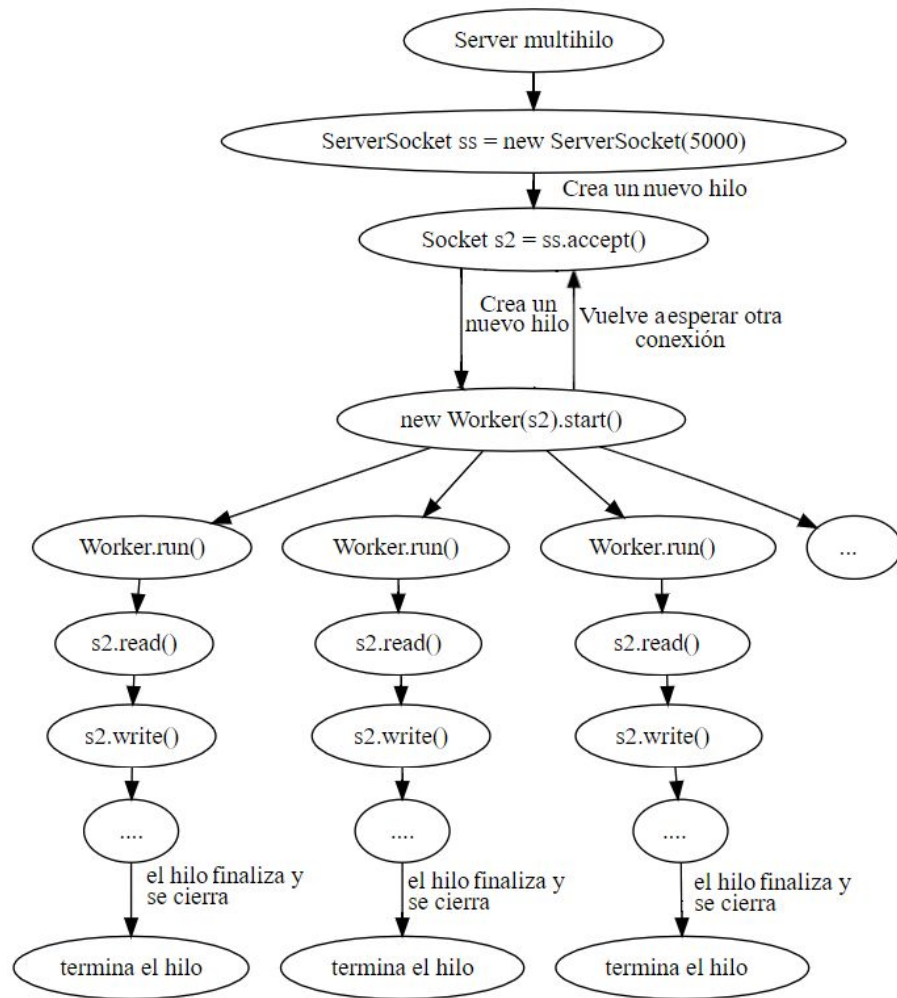 Server multihilo
ServerSocket ss = new ServerSocket(5000)
Crea un nuevo hilo
Socket s2 = ss.accept()
Crea un
nuevo hilo
Vuelve a esperar otra
conexión
new Worker(s2).start()
Worker.run()
Worker.run()
Worker.run()
...
s2.read()
s2.read()
s2.read()
s2.write()
s2.write()
s2.write()
....
....
....
el hilo finaliza y
se cierra
el hilo finaliza y
se cierra
el hilo finaliza y
se cierra
termina el hilo
termina el hilo
termina el hilo